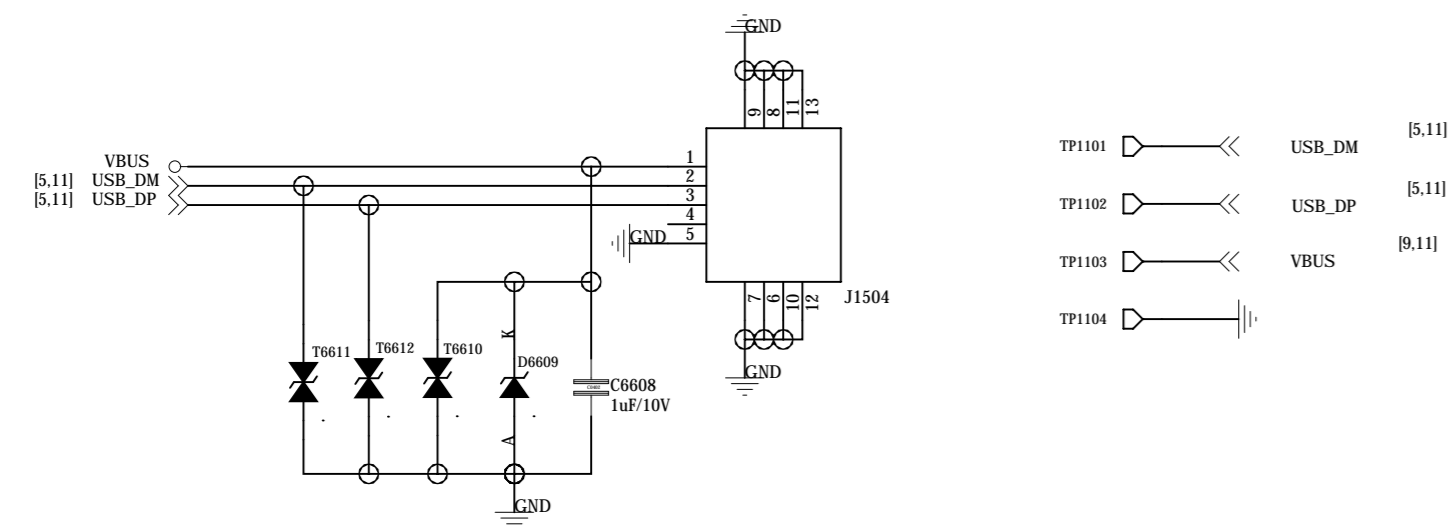 GND
9
8
11
13
VBUS
[5,11] USB_DM
[5,11] USB_DP
1
2
3
4
GND 5
7
6
10
12
J1504
GND
T6611
T6612
T6610
K
D6609
A
C0402
C6608
1uF/10V
GND
TP1101 USB_DM [5,11]
TP1102 USB_DP [5,11]
TP1103 VBUS [9,11]
TP1104